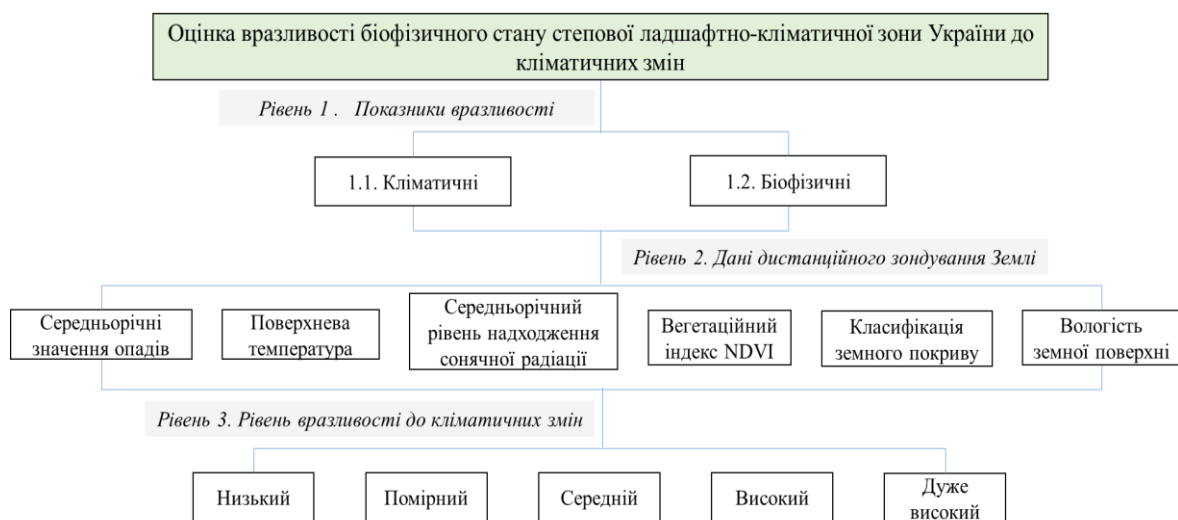 Оцінка вразливості біофізичного стану степової ладшафтно-кліматичної зони України до
кліматичних змін
Рівень 1 . Показники вразливості
1.1. Кліматичні
1.2. Біофізичні
Рівень 2. Дані дистанційного зондування Землі
Середньорічні
значення опадів
Поверхнева
температура
Середньорічний
рівень надходження
сонячної радіації
Вегетаційний
індекс NDVI
Класифікація
земного покриву
Вологість
земної поверхні
Рівень 3. Рівень вразливості до кліматичних змін
Низький
Помірний
Середній
Високий
Дуже
високий